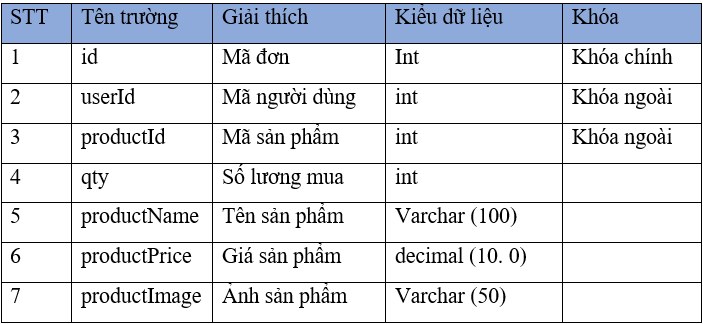 STT Tên trường Giải thích Kiểu dữ liệu Khóa
1 id Mã đơn Int Khóa chính
2 userId Mã người dùng int Khóa ngoài
3 productId Mã sản phẩm int Khóa ngoài
4 qty Số lương mua int
5 productName Tên sản phẩm Varchar (100)
6 productPrice Giá sản phẩm decimal (10. 0)
7 productImage Ảnh sản phẩm Varchar (50)